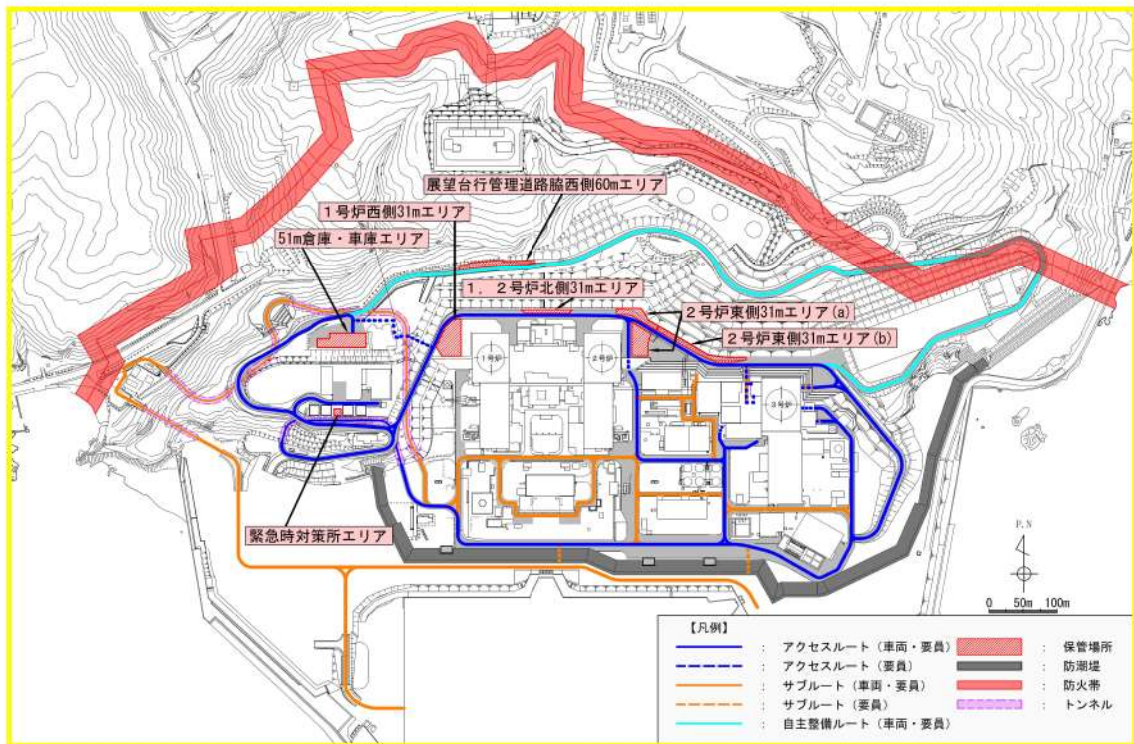 展望台行管理道路脇西側60mエリア
1号炉西側31mエリア
51m倉庫・車庫エリア
1,2号炉北側31mエリア
2号炉東側31mエリア(a)
2号炉東側31mエリア(b)
1号炉
2号炉
3号炉
緊急時対策所エリア
P.N
0 50m 100m
【凡例】
: アクセスルート(車両・要員)
: アクセスルート(要員)
: サブルート(車両・要員)
: サブルート(要員)
: 自主整備ルート(車両・要員)
: 保管場所
: 防潮堤
: 防火帯
: トンネル